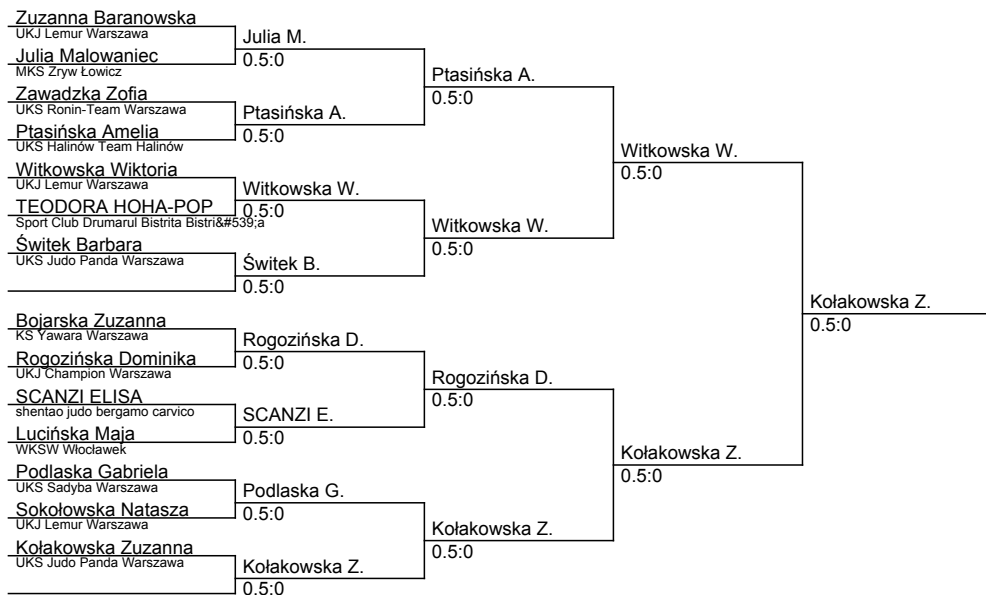 Zuzanna Baranowska
UKJ Lemur Warszawa
Julia Malowaniec
MKS Zryw Łowicz
Zawadzka Zofia
UKS Ronin-Team Warszawa
Ptasińska Amelia
UKS Halinów Team Halinów
Witkowska Wiktoria
UKJ Lemur Warszawa
TEODORA HOHA-POP
Sport Club Drumarul Bistrita Bistri&#539;a
Świtek Barbara
UKS Judo Panda Warszawa
Bojarska Zuzanna
KS Yawara Warszawa
Rogozińska Dominika
UKJ Champion Warszawa
SCANZI ELISA
shentao judo bergamo carvico
Lucińska Maja
WKSW Włocławek
Podlaska Gabriela
UKS Sadyba Warszawa
Sokołowska Natasza
UKJ Lemur Warszawa
Kołakowska Zuzanna
UKS Judo Panda Warszawa
Julia M.
0.5:0
Ptasińska A.
0.5:0
Witkowska W.
0.5:0
Świtek B.
0.5:0
Rogozińska D.
0.5:0
SCANZI E.
0.5:0
Podlaska G.
0.5:0
Kołakowska Z.
0.5:0
Ptasińska A.
0.5:0
Witkowska W.
0.5:0
Rogozińska D.
0.5:0
Kołakowska Z.
0.5:0
Witkowska W.
0.5:0
Kołakowska Z.
0.5:0
Kołakowska Z.
0.5:0